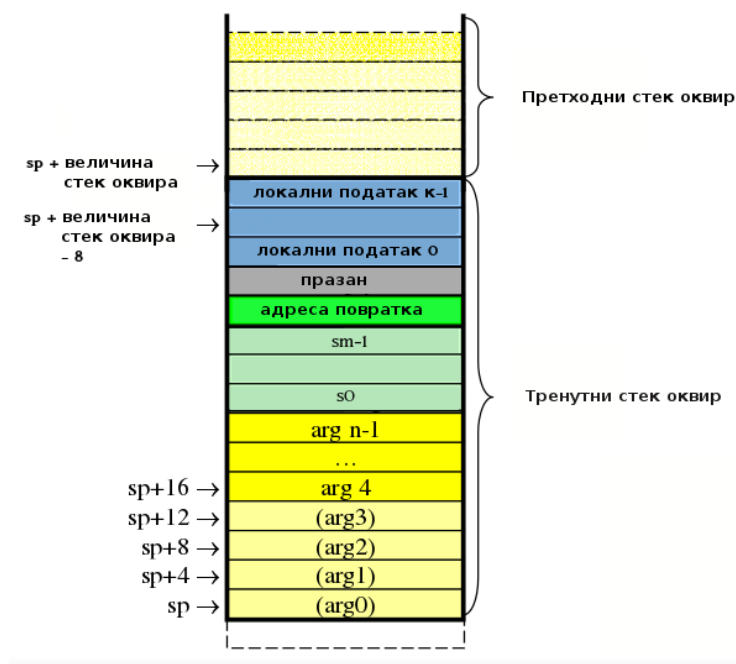 Претходни стек оквир
sp + величина
стек оквира
локални податак к-1
sp + величина
стек оквира
- 8
локални податак 0
празан
адреса повратка
sm-1
s0
Тренутни стек оквир
arg n-1
...
sp+16 → arg 4
sp+12 → (arg3)
sp+8 → (arg2)
sp+4 → (arg1)
sp → (arg0)